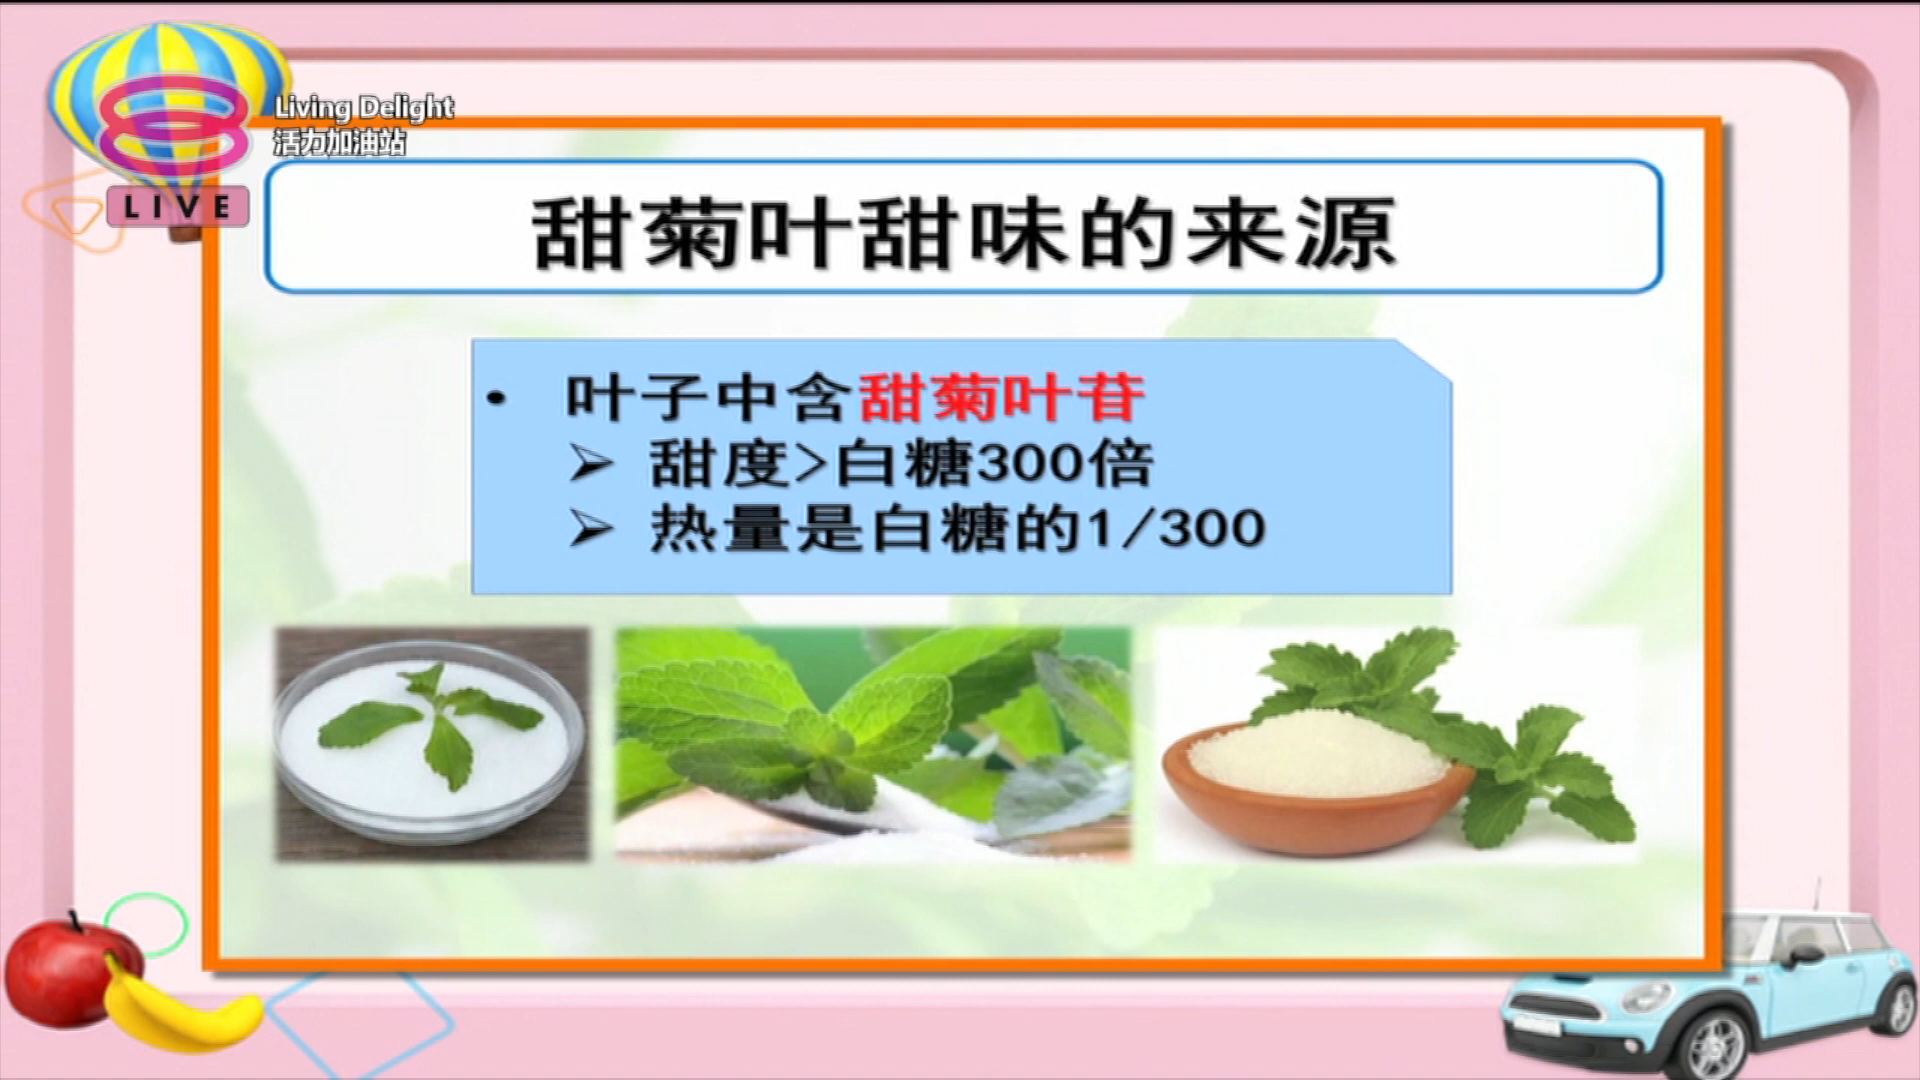 Living Delight
活力加油站
LIVE
甜菊叶甜味的来源
• 叶子中含甜菊叶苷
➢ 甜度>白糖300倍
➢ 热量是白糖的1/300